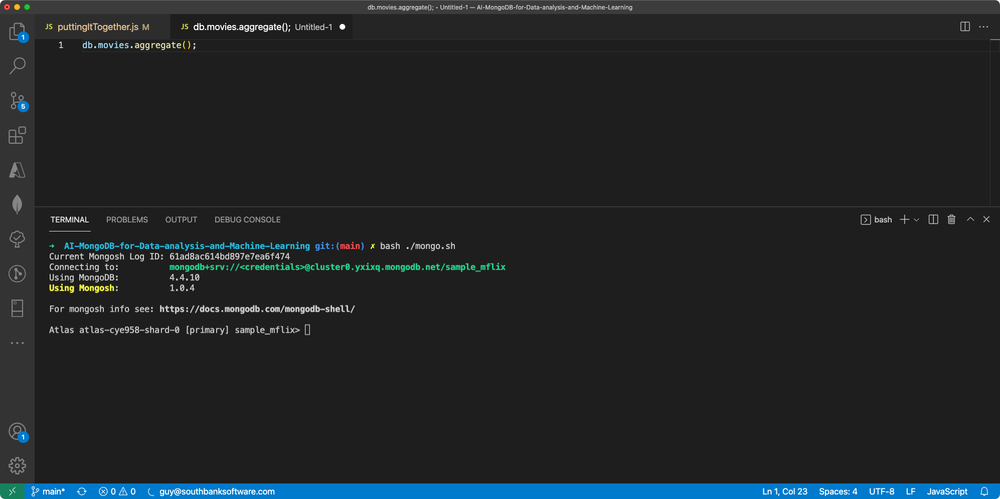 db.movies.aggregate(); • Untitled-1 — AI-MongoDB-for-Data-analysis-and-Machine-Learning
JS puttingItTogether.js M
JS db.movies.aggregate(); Untitled-1
1 db.movies.aggregate();
1
5
1
TERMINAL PROBLEMS OUTPUT DEBUG CONSOLE bash
➜ AI-MongoDB-for-Data-analysis-and-Machine-Learning git:(main) ✗ bash ./mongo.sh
Current Mongosh Log ID: 61ad8ac614bd897e7ea6f474
Connecting to: mongodb+srv://<credentials>@cluster0.yxixq.mongodb.net/sample_mflix
Using MongoDB: 4.4.10
Using Mongosh: 1.0.4
For mongosh info see: https://docs.mongodb.com/mongodb-shell/
Atlas atlas-cye958-shard-0 [primary] sample_mflix>
main* 0 0 guy@southbanksoftware.com Ln 1, Col 23 Spaces: 4 UTF-8 LF JavaScript